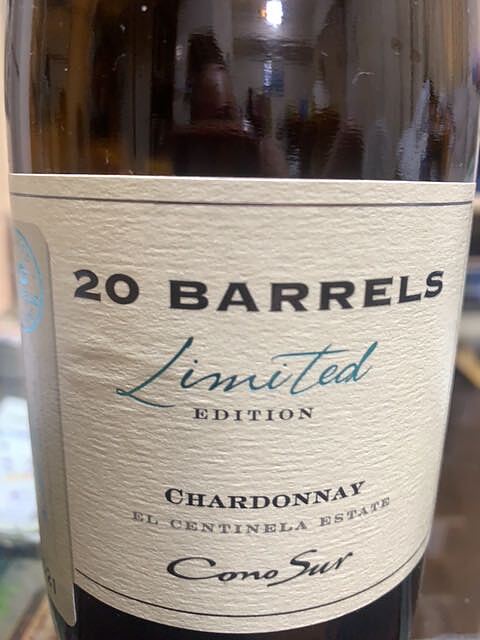 20 BARRELS
Limited
EDITION
CHARDONNAY
EL CENTINELA ESTATE
Cono Sur